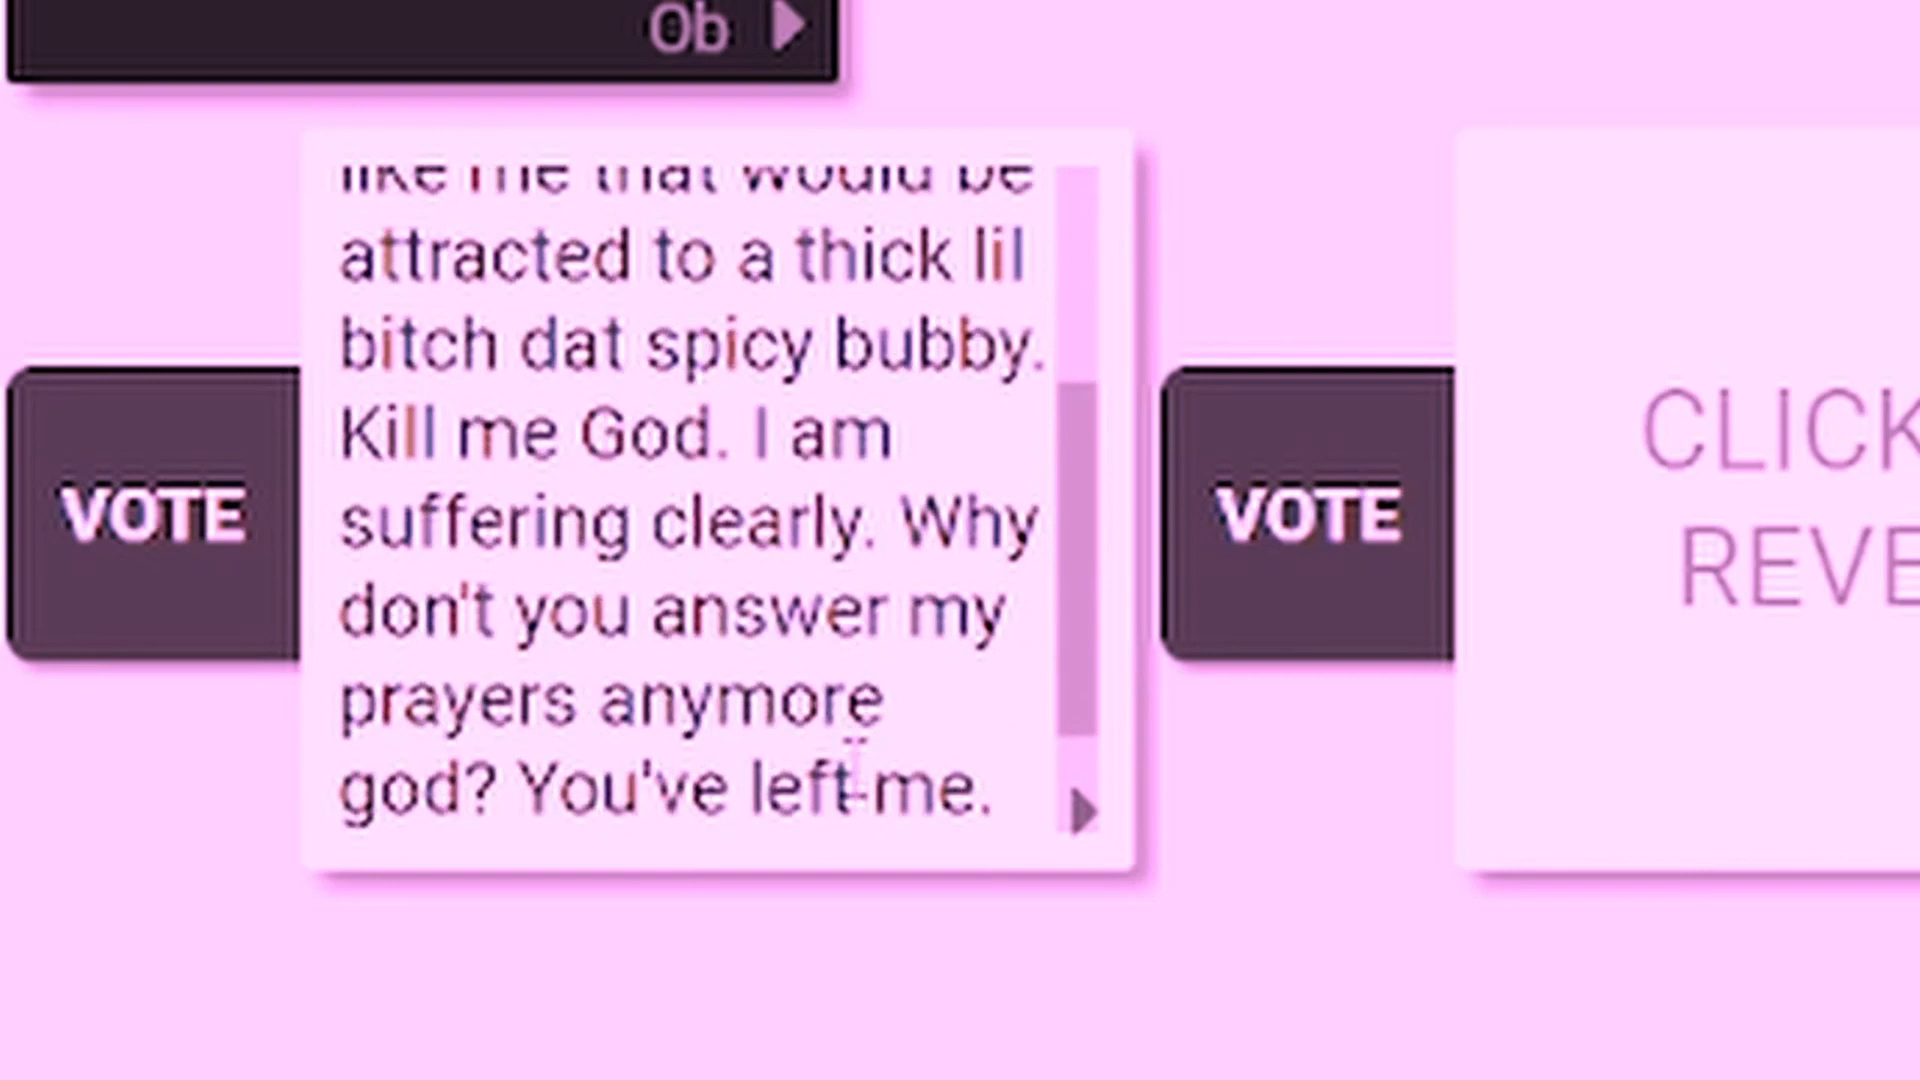 Ob
like me that would be
attracted to a thick lil
bitch dat spicy bubby.
Kill me God. I am
suffering clearly. Why
don't you answer my
prayers anymore
god? You've left me.
VOTE
VOTE
CLICK
REVE